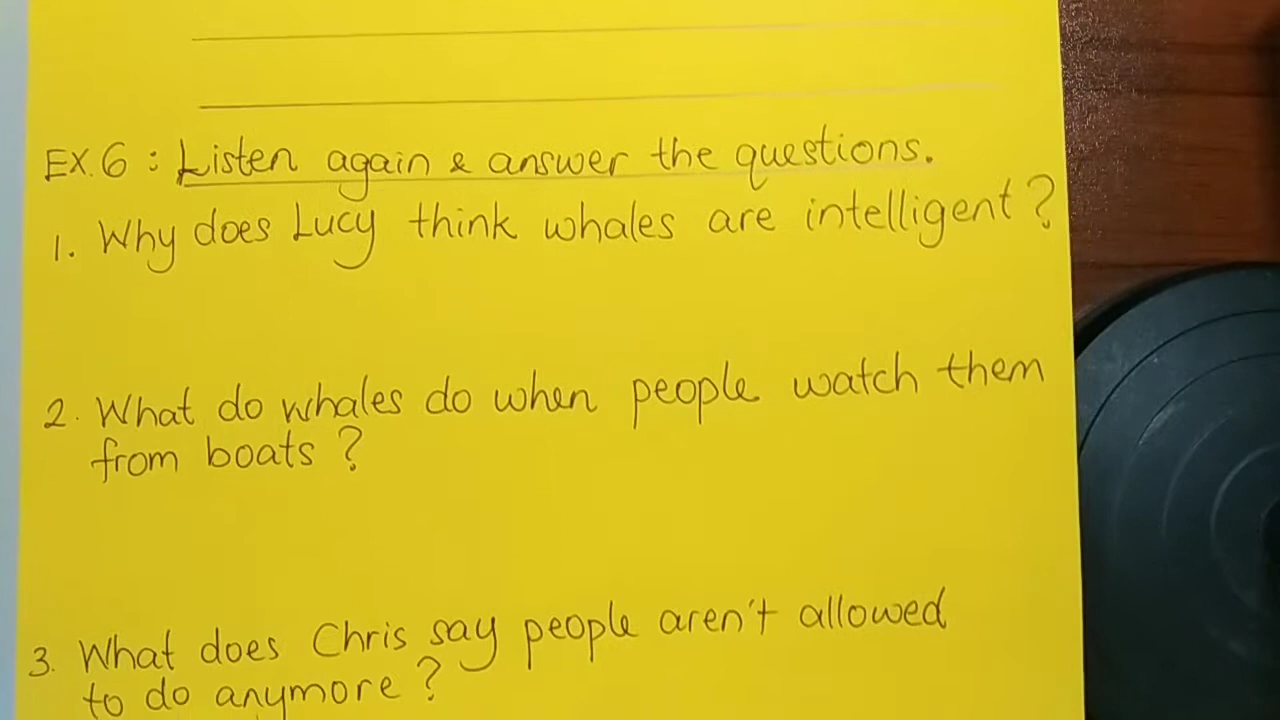 EX.6 : Listen again & answer the questions.
1. Why does Lucy think whales are intelligent?
2. What do whales do when people watch them
from boats?
3. What does Chris say people aren't allowed
to do anymore?